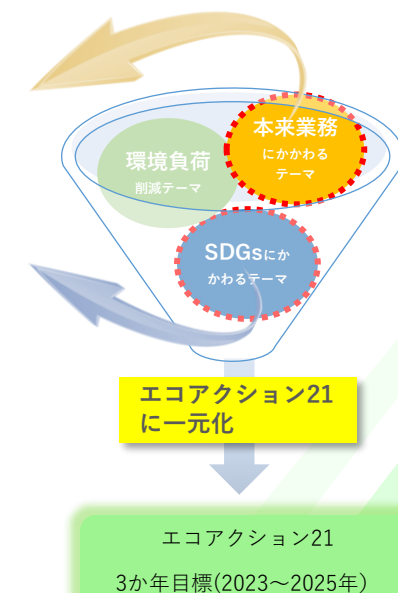 本来業務
にかかわる
テーマ
環境負荷
削減テーマ
SDGsにか
かわるテーマ
エコアクション21
に一元化
エコアクション21
3か年目標(2023～2025年)